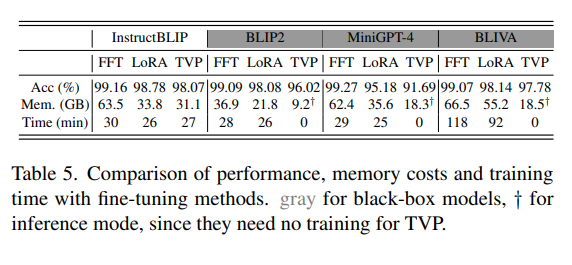 InstructBLIP BLIP2 MiniGPT-4 BLIVA
FFT LoRA TVP FFT LoRA TVP FFT LoRA TVP FFT LoRA TVP
Acc (%) 99.16 98.78 98.07 99.09 98.08 96.02 99.27 95.18 91.69 99.07 98.14 97.78
Mem. (GB) 63.5 33.8 31.1 36.9 21.8 9.2† 62.4 35.6 18.3† 66.5 55.2 18.5†
Time (min) 30 26 27 28 26 0 29 25 0 118 92 0
Table 5. Comparison of performance, memory costs and training
time with fine-tuning methods. gray for black-box models, † for
inference mode, since they need no training for TVP.